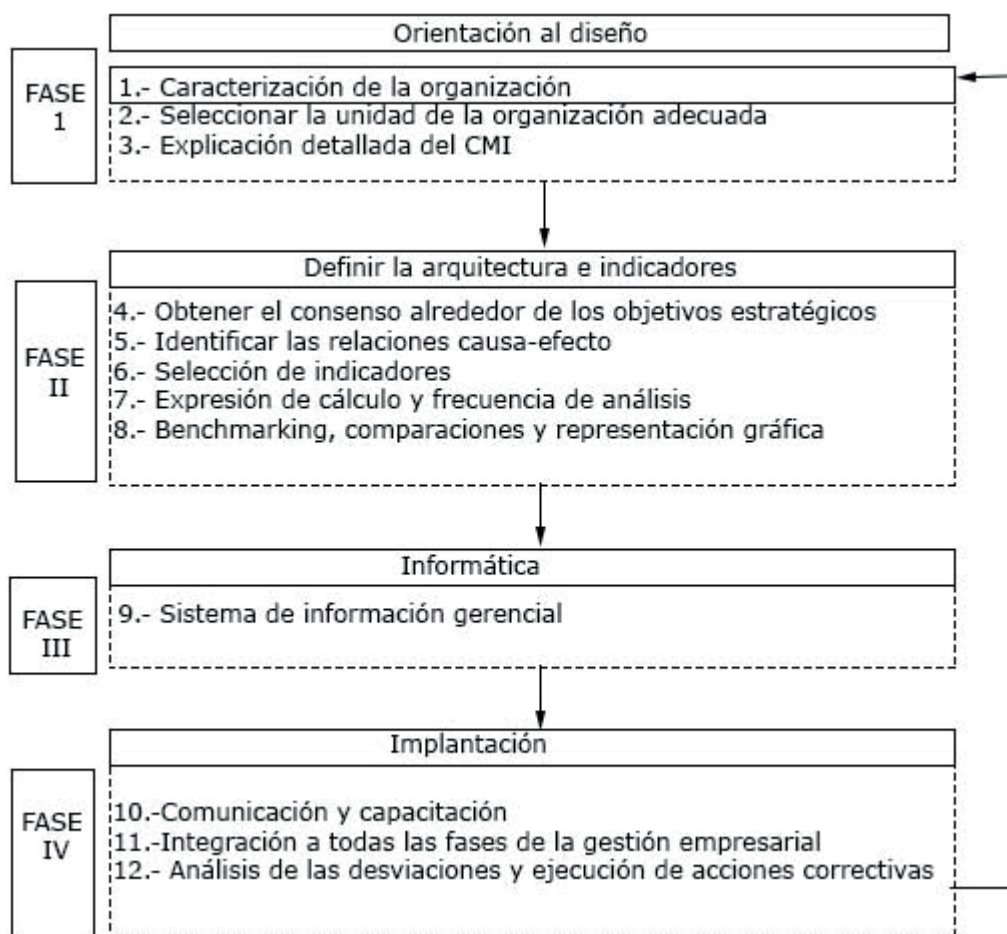 Orientación al diseño
FASE
1
1.- Caracterización de la organización
2.- Seleccionar la unidad de la organización adecuada
3.- Explicación detallada del CMI
Definir la arquitectura e indicadores
FASE
II
4.- Obtener el consenso alrededor de los objetivos estratégicos
5.- Identificar las relaciones causa-efecto
6.- Selección de indicadores
7.- Expresión de cálculo y frecuencia de análisis
8.- Benchmarking, comparaciones y representación gráfica
Informática
FASE
III
9.- Sistema de información gerencial
Implantación
FASE
IV
10.-Comunicación y capacitación
11.-Integración a todas las fases de la gestión empresarial
12.- Análisis de las desviaciones y ejecución de acciones correctivas